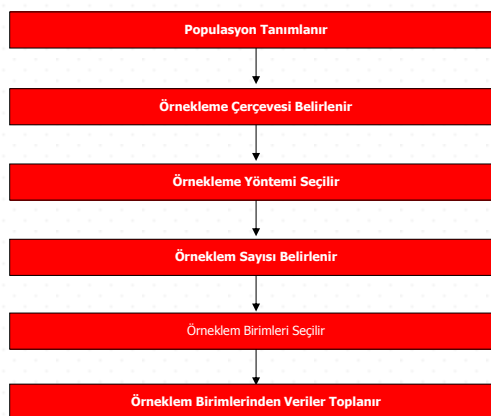 Populasyon Tanımlanır
Örnekleme Çerçevesi Belirlenir
Örnekleme Yöntemi Seçilir
Örneklem Sayısı Belirlenir
Örneklem Birimleri Seçilir
Örneklem Birimlerinden Veriler Toplanır